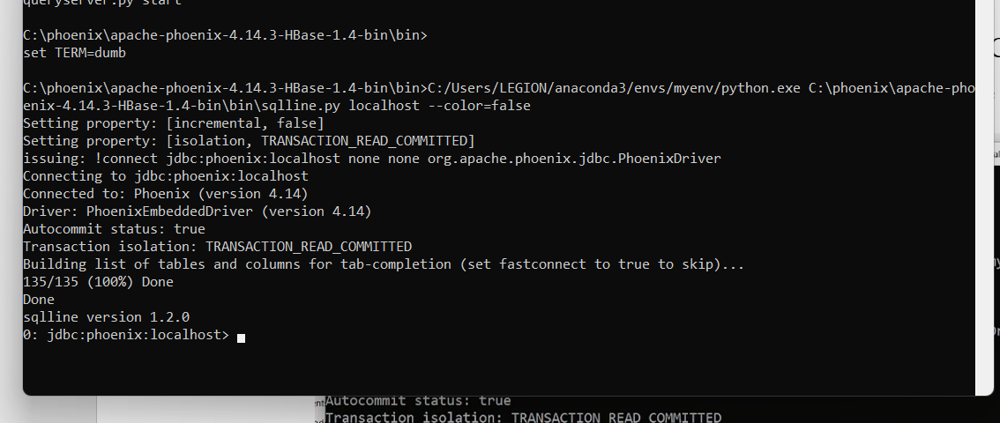 queryserver.py start
C:\phoenix\apache-phoenix-4.14.3-HBase-1.4-bin\bin>
set TERM=dumb
C:\phoenix\apache-phoenix-4.14.3-HBase-1.4-bin\bin>C:/Users/LEGION/anaconda3/envs/myenv/python.exe C:\phoenix\apache-pho
enix-4.14.3-HBase-1.4-bin\bin\sqlline.py localhost --color=false
Setting property: [incremental, false]
Setting property: [isolation, TRANSACTION_READ_COMMITTED]
issuing: !connect jdbc:phoenix:localhost none none org.apache.phoenix.jdbc.PhoenixDriver
Connecting to jdbc:phoenix:localhost
Connected to: Phoenix (version 4.14)
Driver: PhoenixEmbeddedDriver (version 4.14)
Autocommit status: true
Transaction isolation: TRANSACTION_READ_COMMITTED
Building list of tables and columns for tab-completion (set fastconnect to true to skip)...
135/135 (100%) Done
Done
sqlline version 1.2.0
0: jdbc:phoenix:localhost>
Autocommit status: true
Transaction isolation: TRANSACTION_READ_COMMITTED